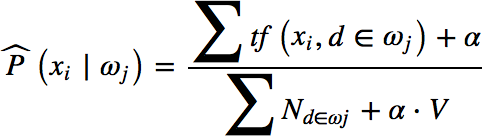 P̂ (xᵢ | ωⱼ) = (∑ tf (xᵢ, d ∈ ωⱼ) + α) / (∑ N_{d∈ωj} + α · V)